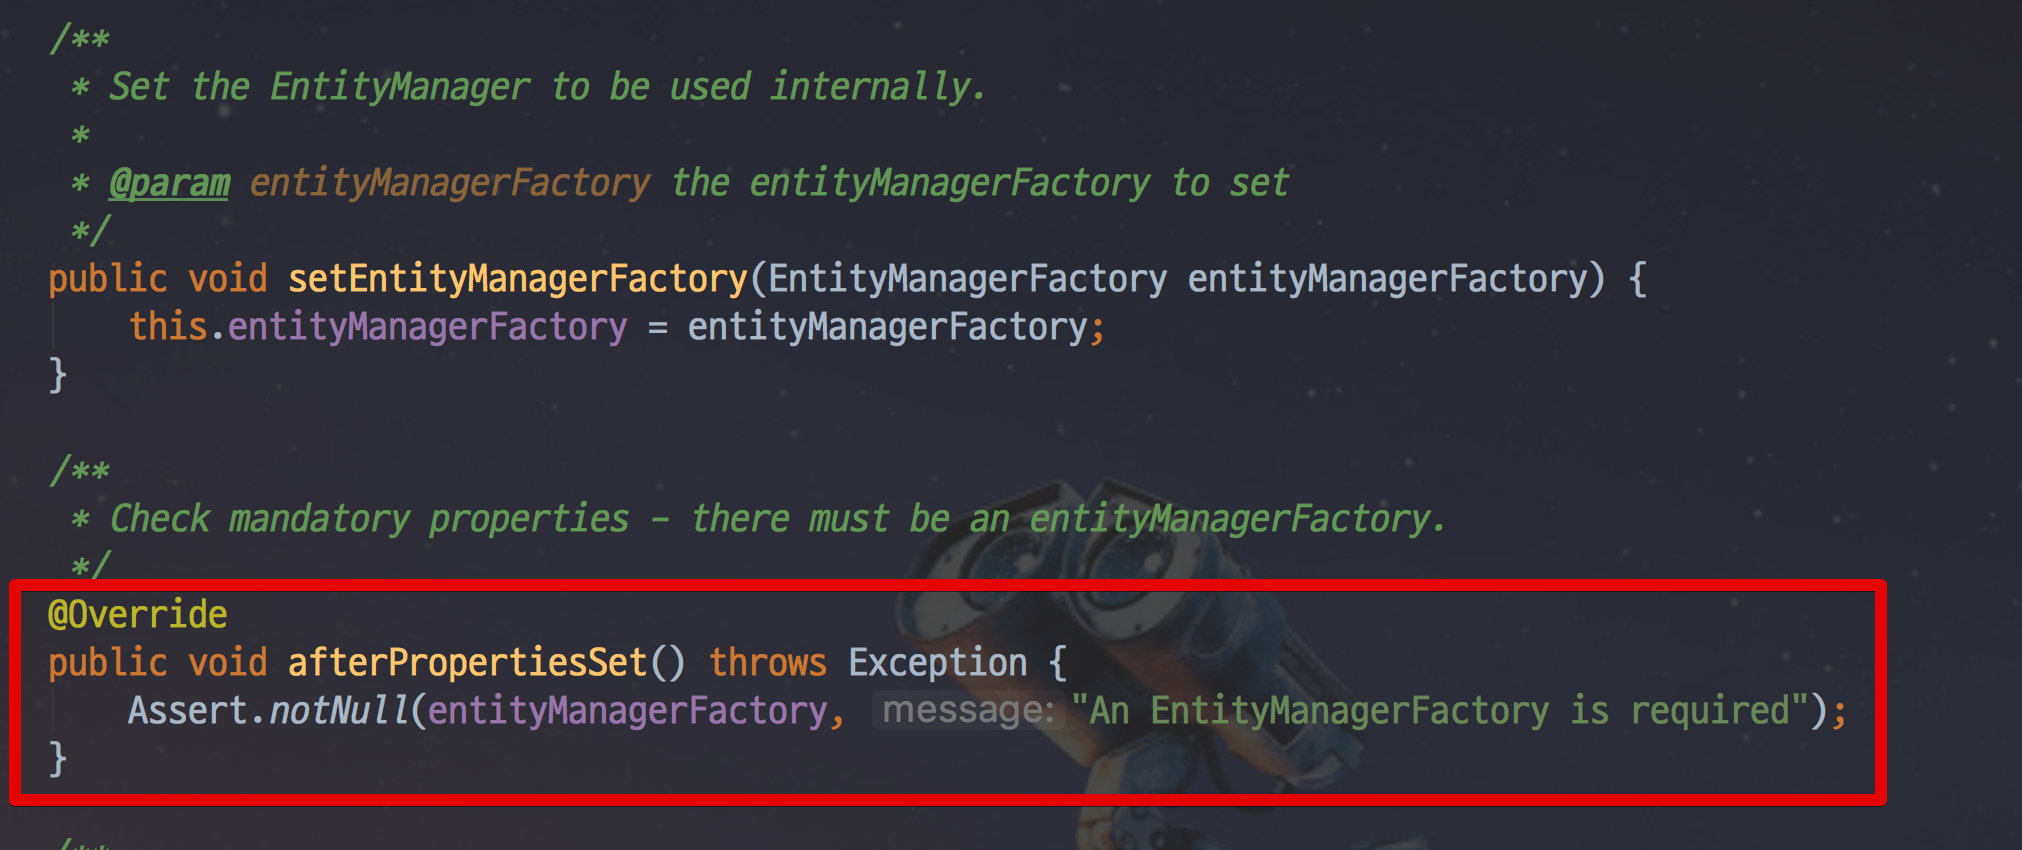 /**
* Set the EntityManager to be used internally.
*
* @param entityManagerFactory the entityManagerFactory to set
*/
public void setEntityManagerFactory(EntityManagerFactory entityManagerFactory) {
this.entityManagerFactory = entityManagerFactory;
}
/**
* Check mandatory properties – there must be an entityManagerFactory.
*/
@Override
public void afterPropertiesSet() throws Exception {
Assert.notNull(entityManagerFactory, message: "An EntityManagerFactory is required");
}
/**